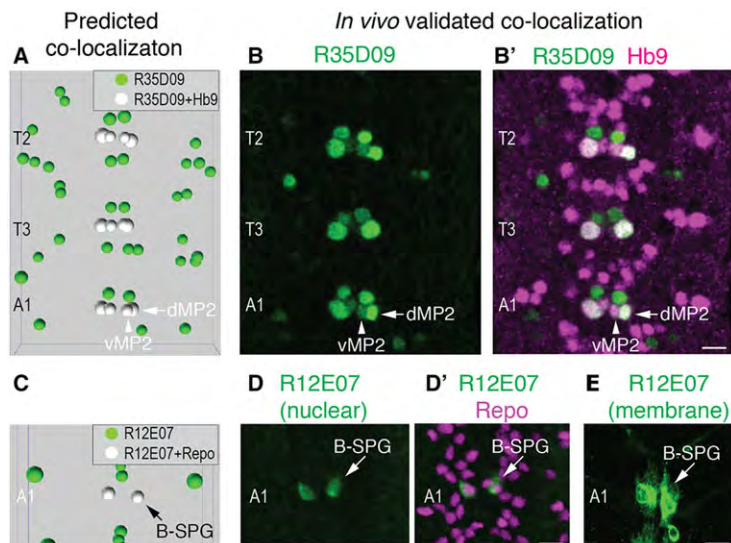 Predicted
co-localizaton
In vivo validated co-localization
A
R35D09
R35D09+Hb9
T2
T3
A1
dMP2
vMP2
B
R35D09
T2
T3
A1
dMP2
vMP2
B' R35D09 Hb9
T2
T3
A1
dMP2
vMP2
C
R12E07
R12E07+Repo
A1
B-SPG
D R12E07
(nuclear)
B-SPG
A1
D' R12E07
Repo
B-SPG
A1
E R12E07
(membrane)
B-SPG
A1